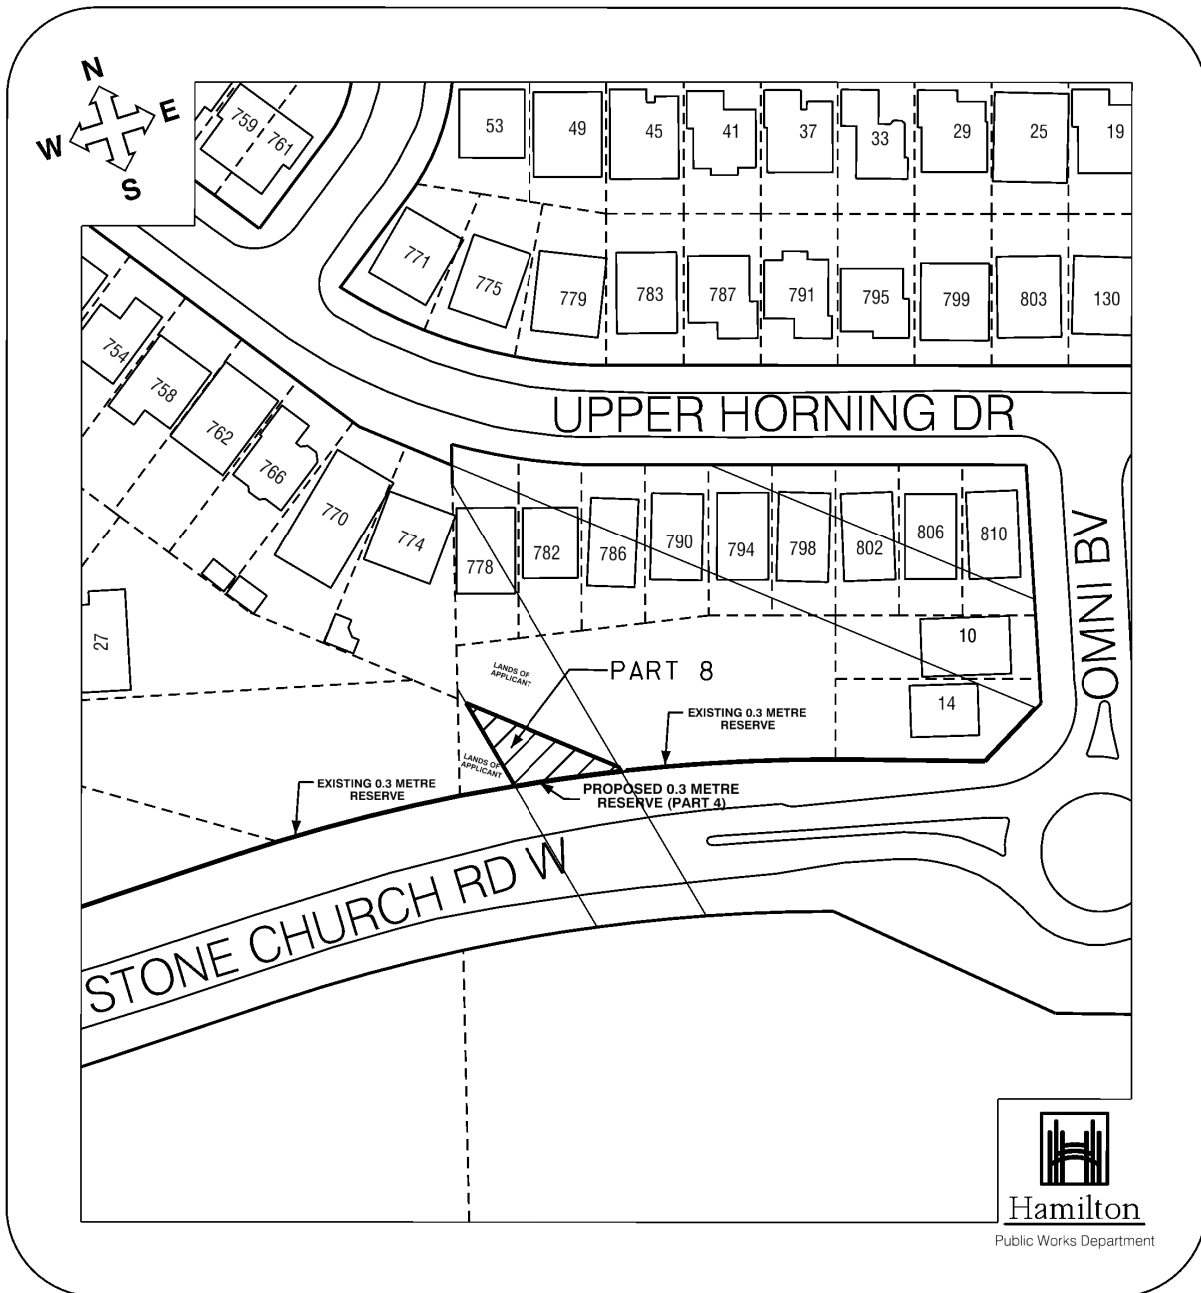 N
E
W
S
759
761
53
49
45
41
37
33
29
25
19
771
775
779
783
787
791
795
799
803
130
754
758
762
766
770
774
UPPER HORNING DR
778
782
786
790
794
798
802
806
810
OMNI BV
27
10
14
LANDS OF
APPLICANT
PART 8
EXISTING 0.3 METRE
RESERVE
LANDS OF
APPLICANT
EXISTING 0.3 METRE
RESERVE
PROPOSED 0.3 METRE
RESERVE (PART 4)
STONE CHURCH RD W
Hamilton
Public Works Department